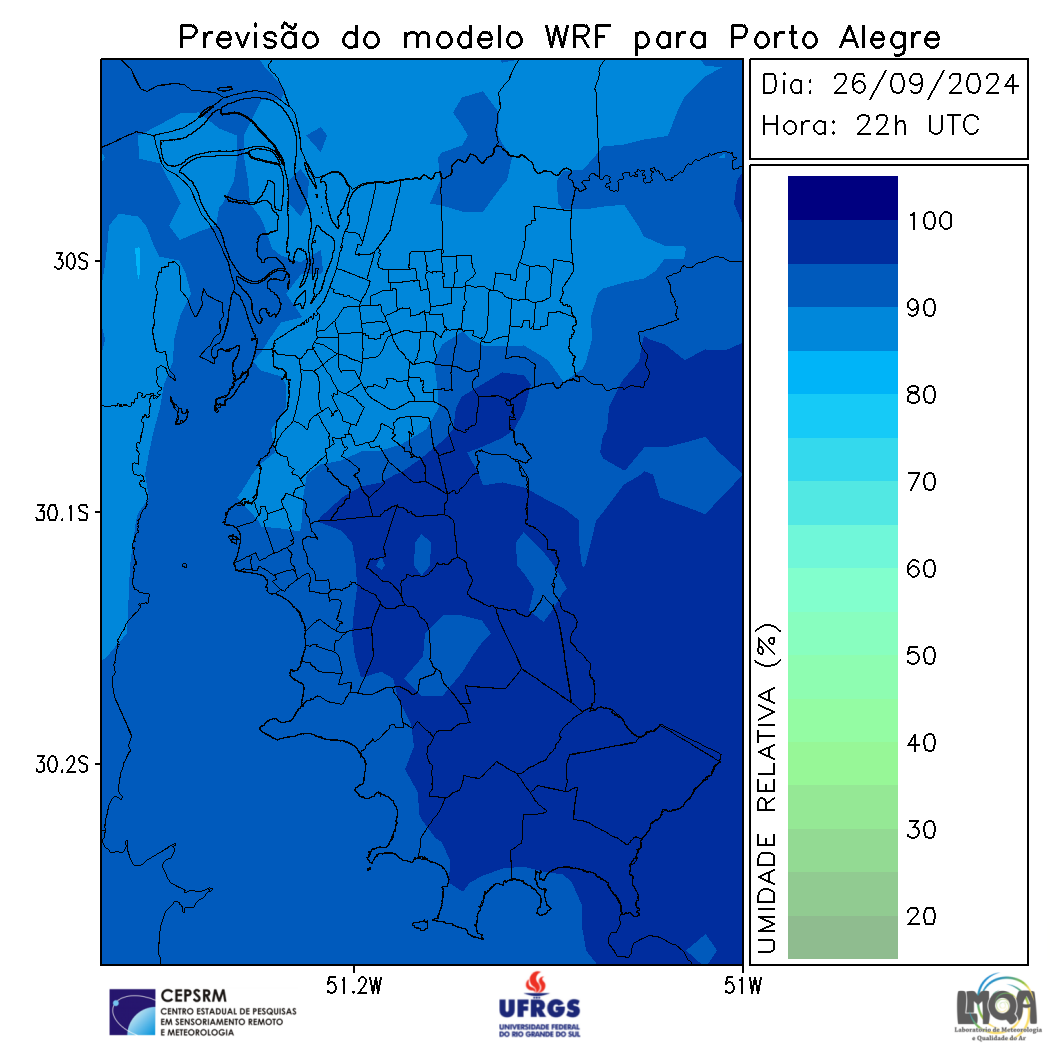 Previsão do modelo WRF para Porto Alegre
Dia: 26/09/2024
Hora: 22h UTC
30S
30.1S
30.2S
51.2W
51W
100
90
80
70
60
50
40
30
20
UMIDADE RELATIVA (%)
CEPSRM
CENTRO ESTADUAL DE PESQUISAS
EM SENSORIAMENTO REMOTO
E METEOROLOGIA
UFRGS
UNIVERSIDADE FEDERAL
DO RIO GRANDE DO SUL
LMQA
Laboratório de Meteorologia
e Qualidade do Ar